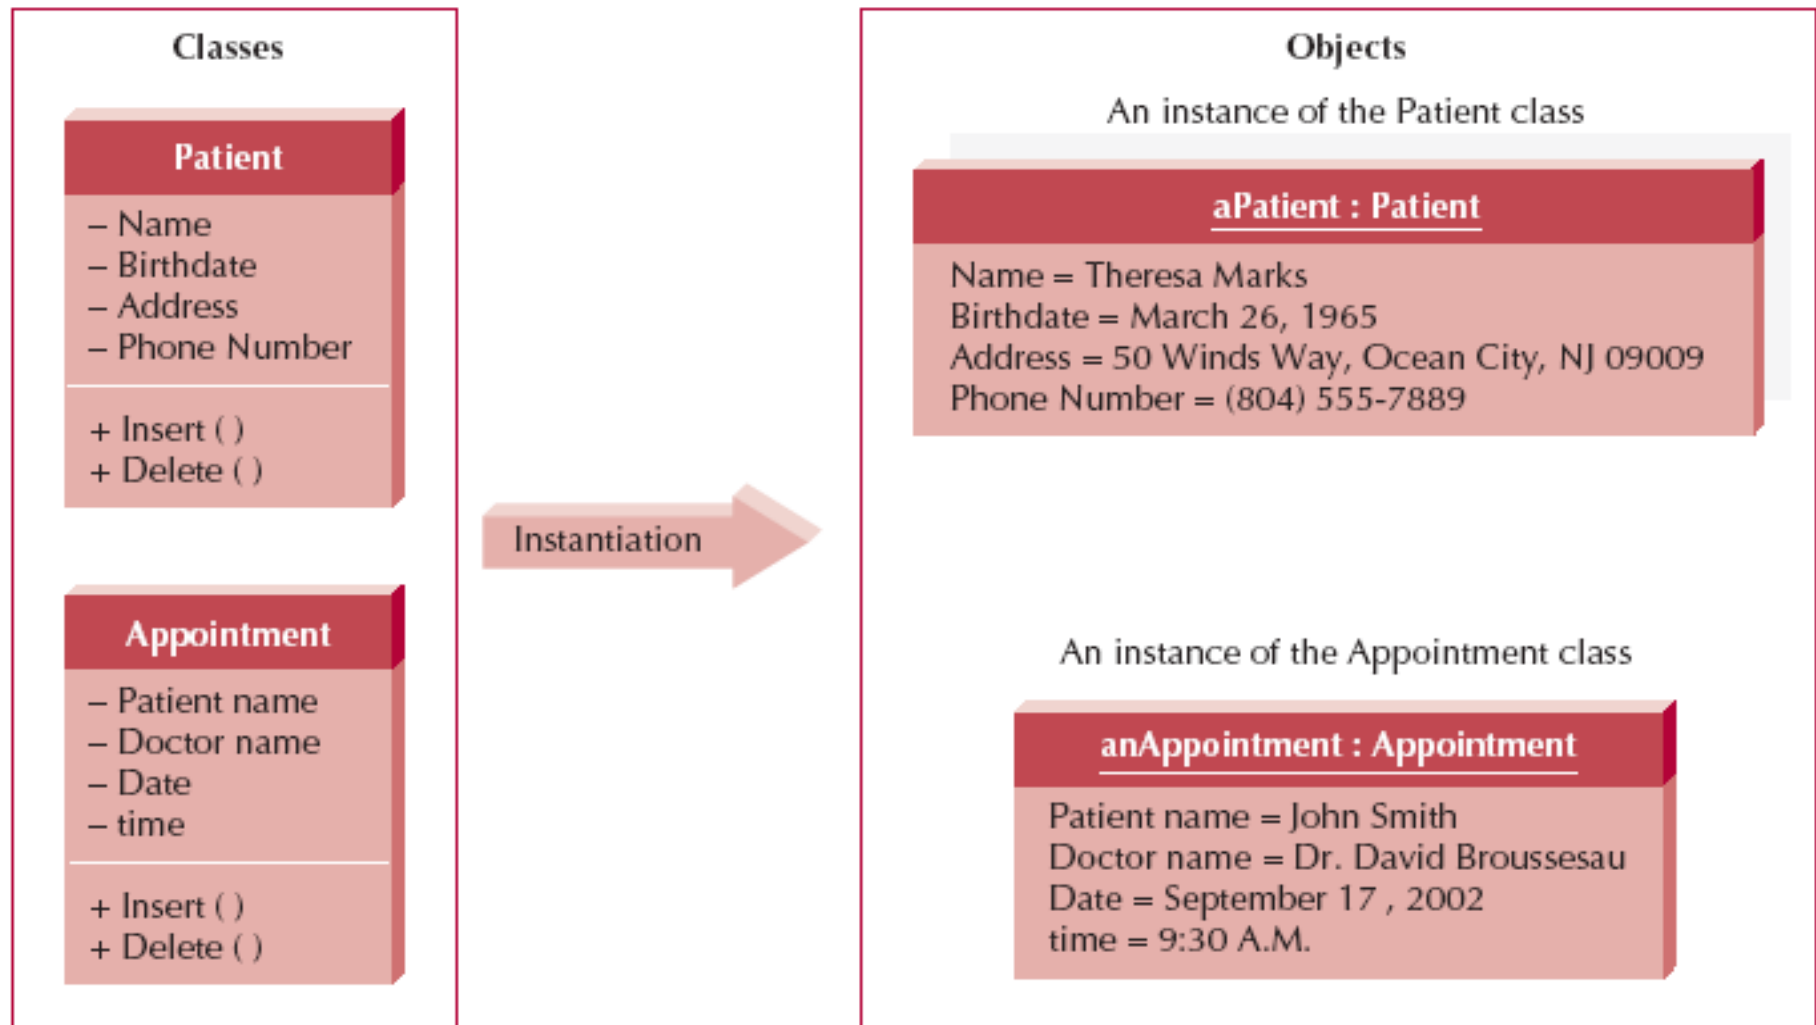 Classes
Patient
– Name
– Birthdate
– Address
– Phone Number
+ Insert ( )
+ Delete ( )
Appointment
– Patient name
– Doctor name
– Date
– time
+ Insert ( )
+ Delete ( )
Instantiation
Objects
An instance of the Patient class
aPatient : Patient
Name = Theresa Marks
Birthdate = March 26, 1965
Address = 50 Winds Way, Ocean City, NJ 09009
Phone Number = (804) 555-7889
An instance of the Appointment class
anAppointment : Appointment
Patient name = John Smith
Doctor name = Dr. David Broussesau
Date = September 17 , 2002
time = 9:30 A.M.